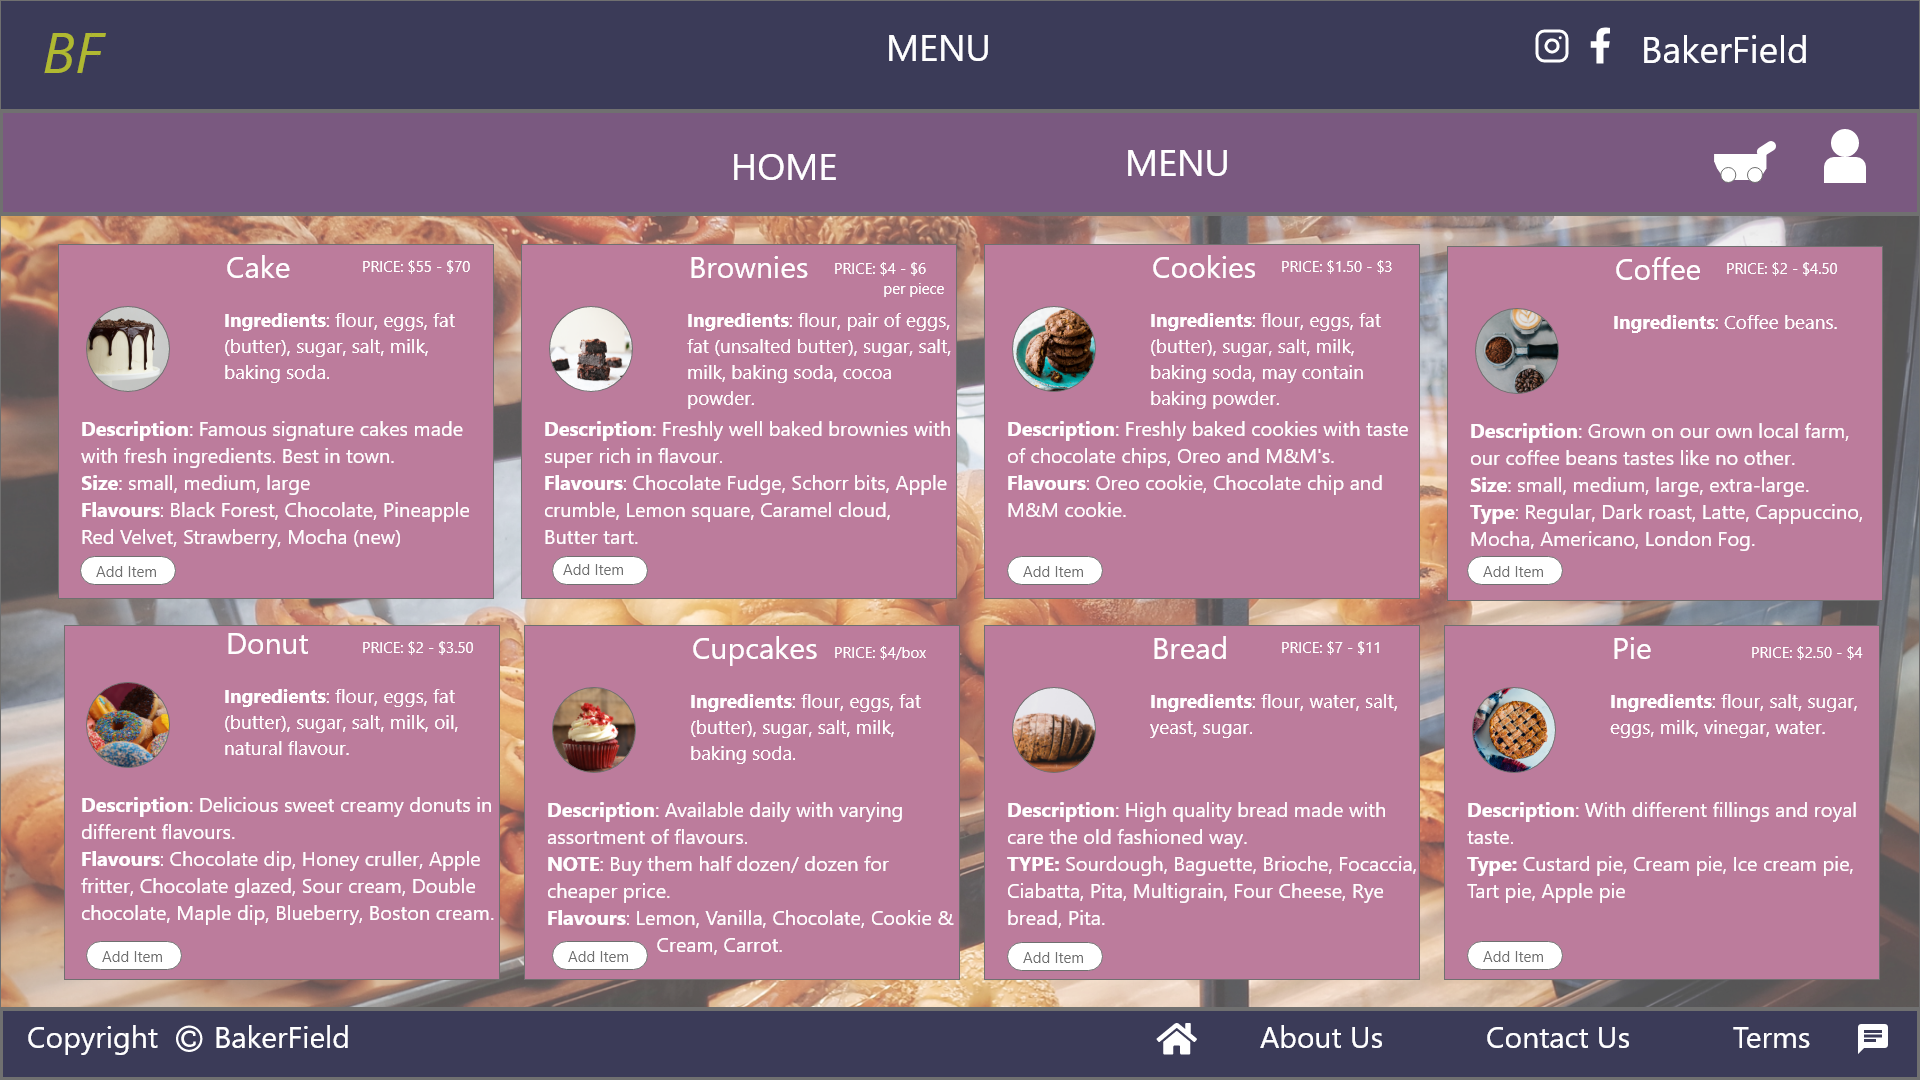 BF
MENU
BakerField
HOME
MENU
Cake
PRICE: $55 - $70
Ingredients: flour, eggs, fat
(butter), sugar, salt, milk,
baking soda.
Description: Famous signature cakes made
with fresh ingredients. Best in town.
Size: small, medium, large
Flavours: Black Forest, Chocolate, Pineapple
Red Velvet, Strawberry, Mocha (new)
Add Item
Brownies
PRICE: $4 - $6
per piece
Ingredients: flour, pair of eggs,
fat (unsalted butter), sugar, salt,
milk, baking soda, cocoa
powder.
Description: Freshly well baked brownies with
super rich in flavour.
Flavours: Chocolate Fudge, Schorr bits, Apple
crumble, Lemon square, Caramel cloud,
Butter tart.
Add Item
Cookies
PRICE: $1.50 - $3
Ingredients: flour, eggs, fat
(butter), sugar, salt, milk,
baking soda, may contain
baking powder.
Description: Freshly baked cookies with taste
of chocolate chips, Oreo and M&M's.
Flavours: Oreo cookie, Chocolate chip and
M&M cookie.
Add Item
Coffee
PRICE: $2 - $4.50
Ingredients: Coffee beans.
Description: Grown on our own local farm,
our coffee beans tastes like no other.
Size: small, medium, large, extra-large.
Type: Regular, Dark roast, Latte, Cappuccino,
Mocha, Americano, London Fog.
Add Item
Donut
PRICE: $2 - $3.50
Ingredients: flour, eggs, fat
(butter), sugar, salt, milk, oil,
natural flavour.
Description: Delicious sweet creamy donuts in
different flavours.
Flavours: Chocolate dip, Honey cruller, Apple
fritter, Chocolate glazed, Sour cream, Double
chocolate, Maple dip, Blueberry, Boston cream.
Add Item
Cupcakes
PRICE: $4/box
Ingredients: flour, eggs, fat
(butter), sugar, salt, milk,
baking soda.
Description: Available daily with varying
assortment of flavours.
NOTE: Buy them half dozen/ dozen for
cheaper price.
Flavours: Lemon, Vanilla, Chocolate, Cookie &
Cream, Carrot.
Add Item
Bread
PRICE: $7 - $11
Ingredients: flour, water, salt,
yeast, sugar.
Description: High quality bread made with
care the old fashioned way.
TYPE: Sourdough, Baguette, Brioche, Focaccia,
Ciabatta, Pita, Multigrain, Four Cheese, Rye
bread, Pita.
Add Item
Pie
PRICE: $2.50 - $4
Ingredients: flour, salt, sugar,
eggs, milk, vinegar, water.
Description: With different fillings and royal
taste.
Type: Custard pie, Cream pie, Ice cream pie,
Tart pie, Apple pie
Add Item
Copyright © BakerField
About Us
Contact Us
Terms